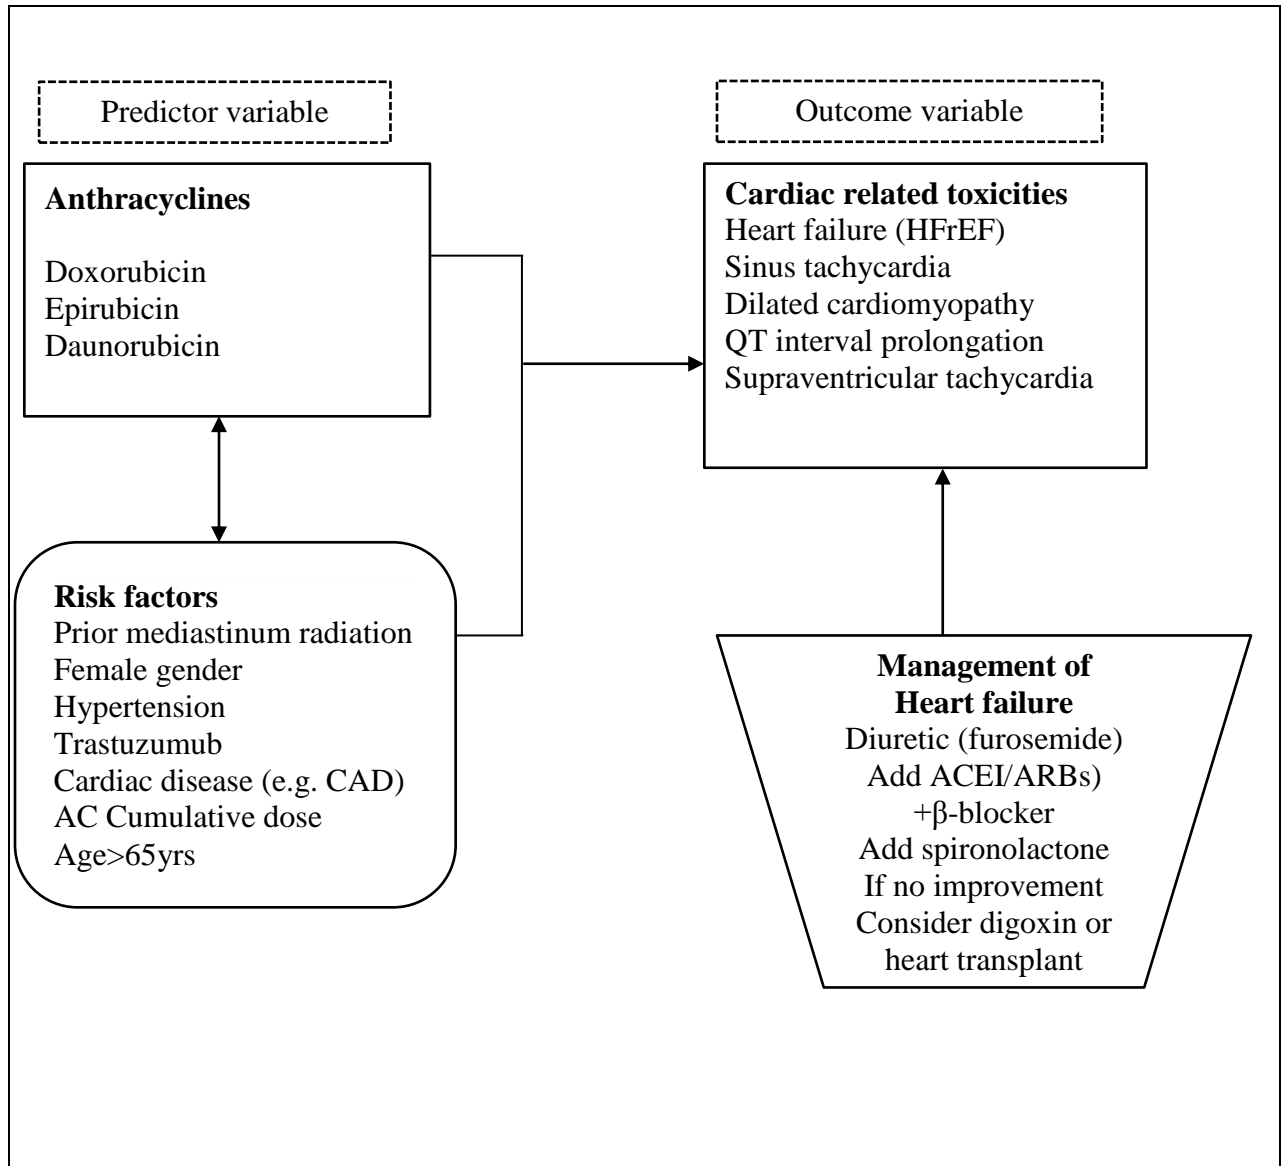 Predictor variable
Outcome variable
Anthracyclines
Doxorubicin
Epirubicin
Daunorubicin
Cardiac related toxicities
Heart failure (HFrEF)
Sinus tachycardia
Dilated cardiomyopathy
QT interval prolongation
Supraventricular tachycardia
Risk factors
Prior mediastinum radiation
Female gender
Hypertension
Trastuzumub
Cardiac disease (e.g. CAD)
AC Cumulative dose
Age>65yrs
Management of
Heart failure
Diuretic (furosemide)
Add ACEI/ARBs)
+β-blocker
Add spironolactone
If no improvement
Consider digoxin or
heart transplant